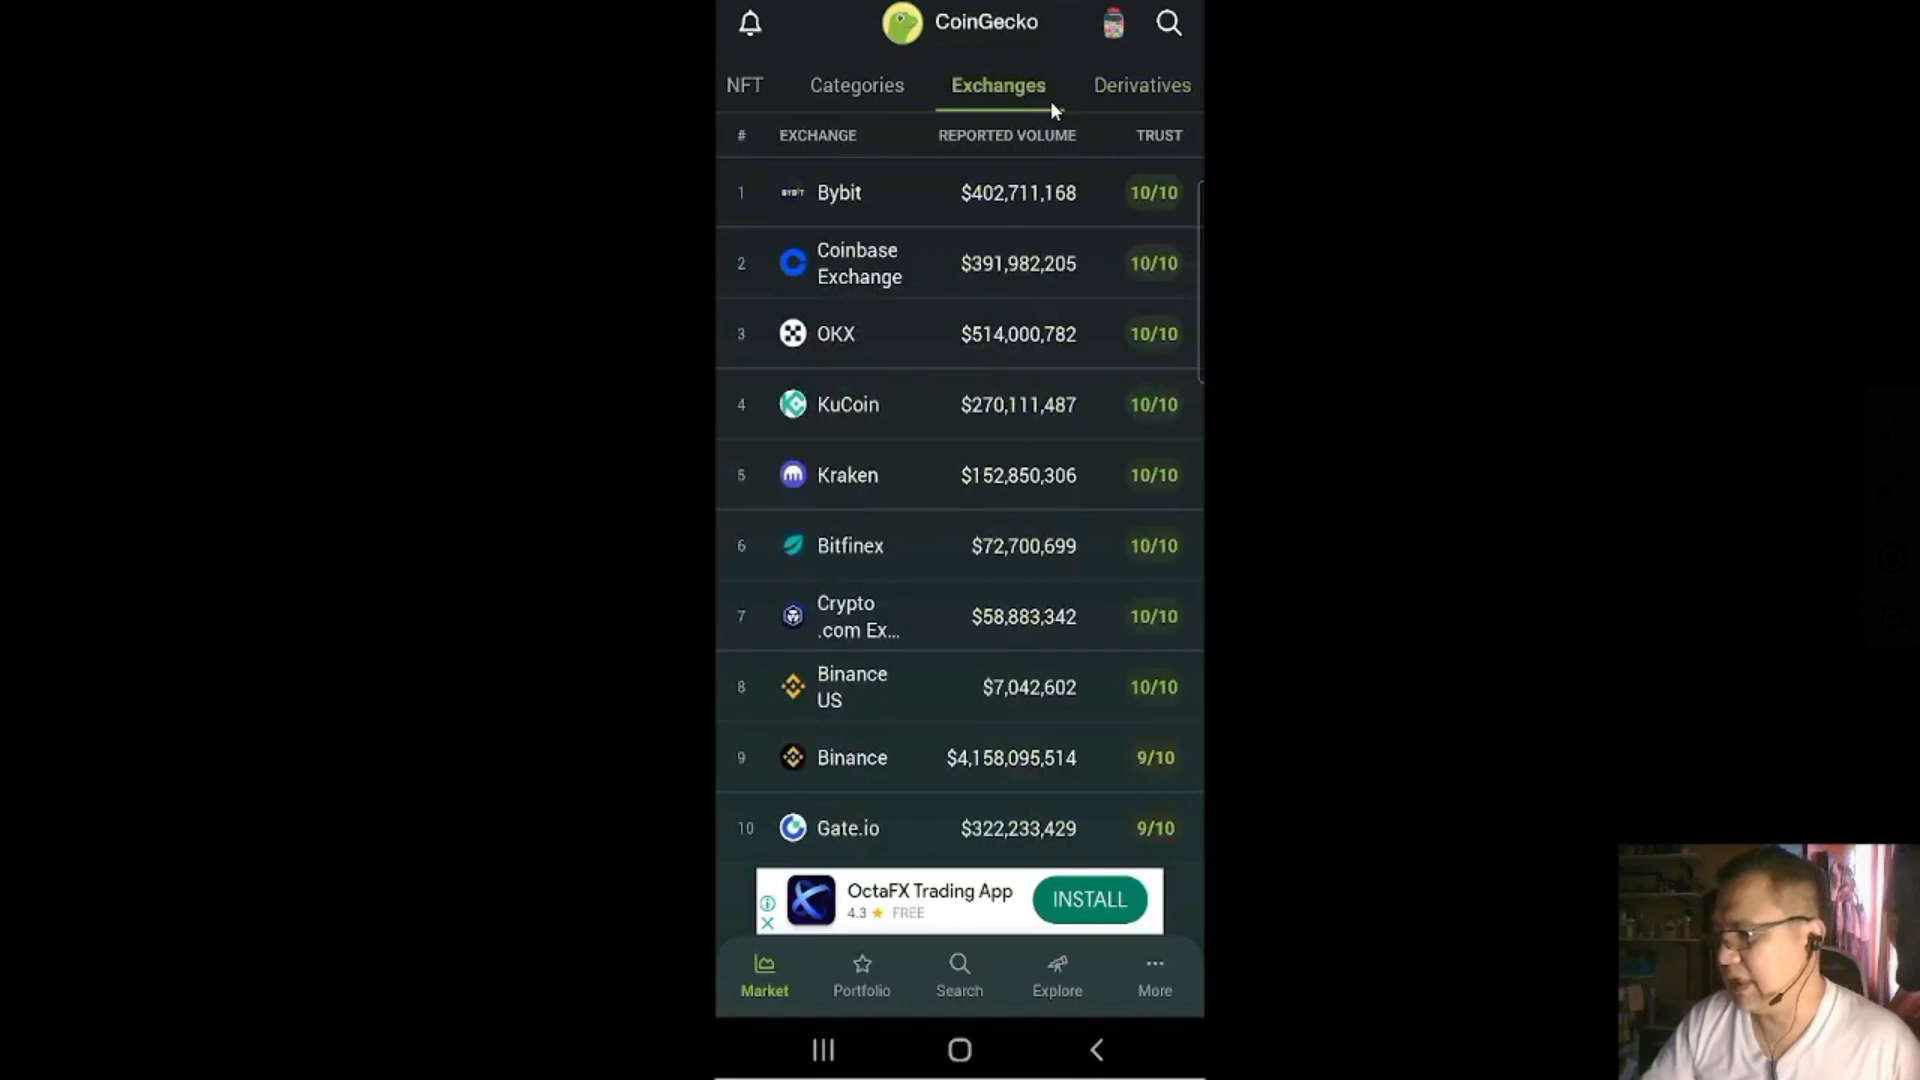 CoinGecko
NFT Categories Exchanges Derivatives
# EXCHANGE REPORTED VOLUME TRUST
1 BYBIT Bybit $402,711,168 10/10
2 Coinbase Exchange $391,982,205 10/10
3 OKX $514,000,782 10/10
4 KuCoin $270,111,487 10/10
5 Kraken $152,850,306 10/10
6 Bitfinex $72,700,699 10/10
7 Crypto .com Ex... $58,883,342 10/10
8 Binance US $7,042,602 10/10
9 Binance $4,158,095,514 9/10
10 Gate.io $322,233,429 9/10
OctaFX Trading App
4.3 FREE
INSTALL
Market Portfolio Search Explore More